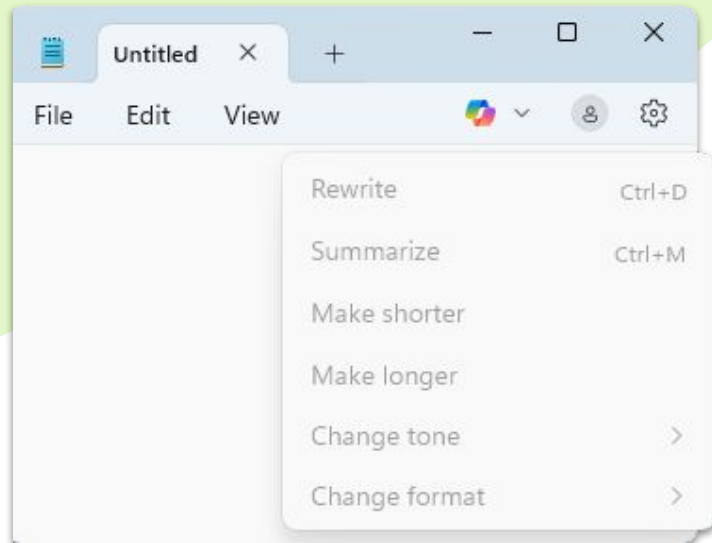 Untitled
File Edit View
Rewrite Ctrl+D
Summarize Ctrl+M
Make shorter
Make longer
Change tone
Change format